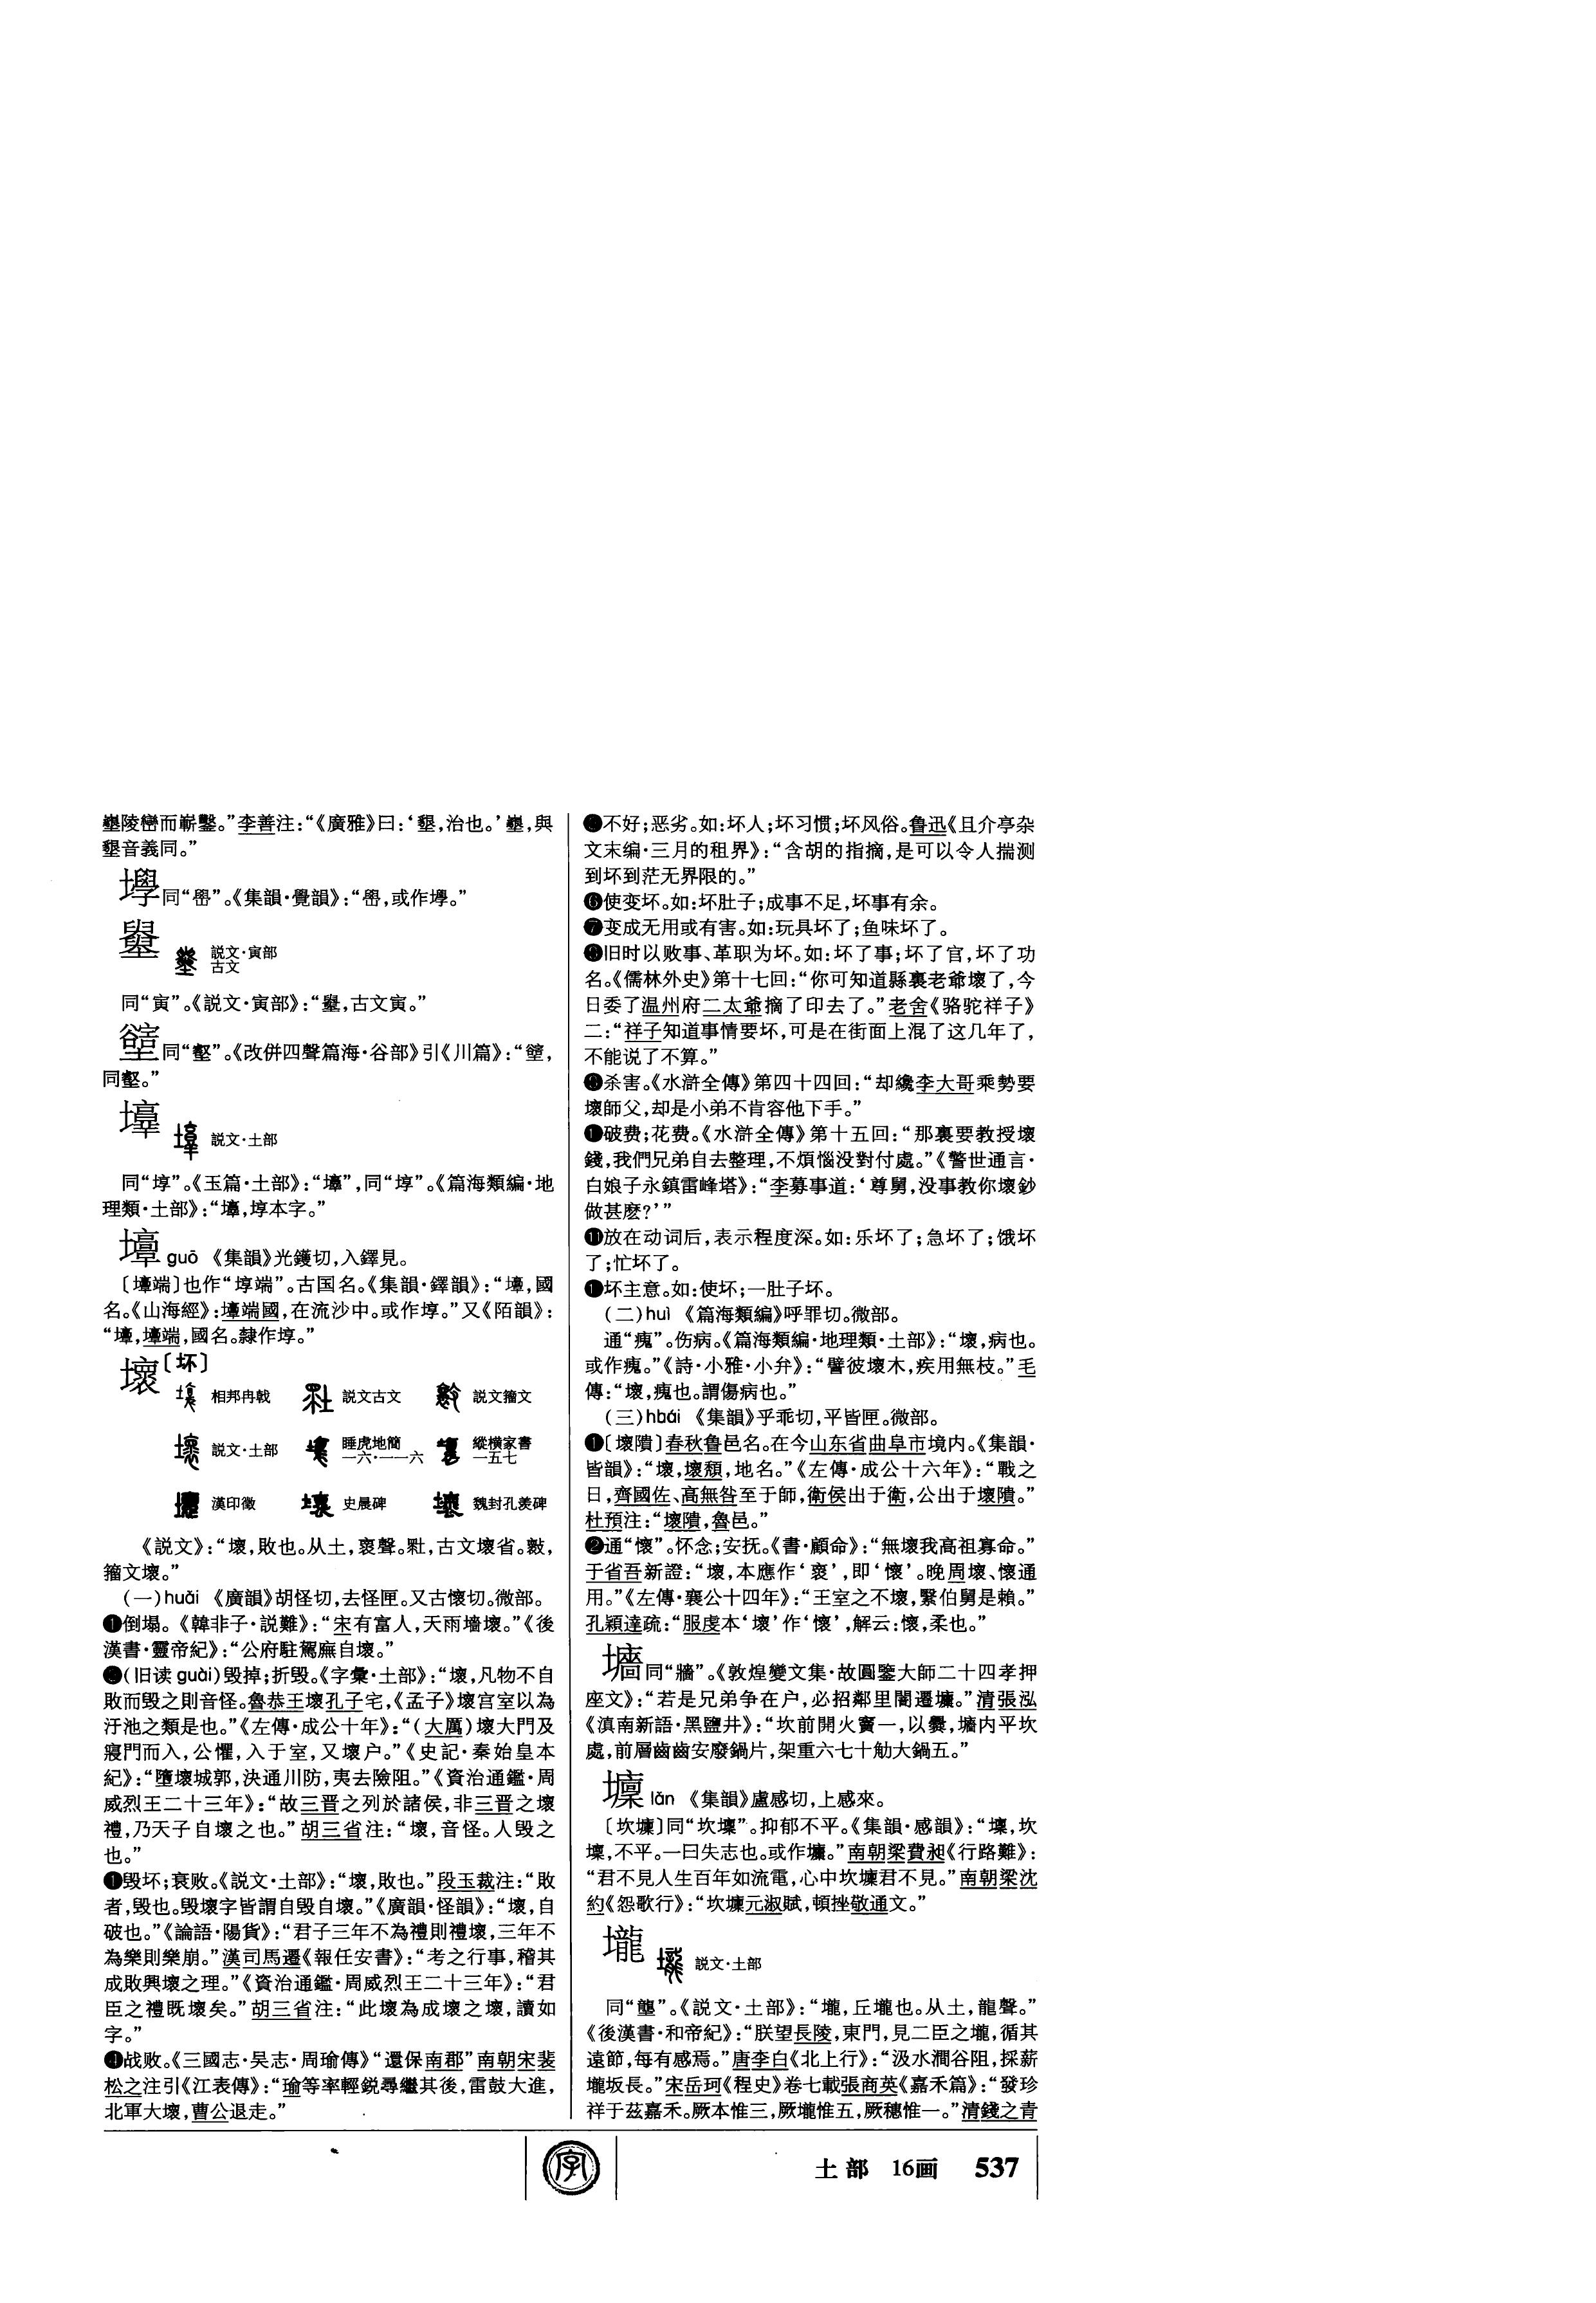 陵巒而嶄鑿。”李善注：“《廣雅》曰：‘墾，治也。’，與
墾音義同。”
壆同“嶨”。《集韻·覺韻》：“嶨，或作壆。”
説文·寅部
古文
同“寅”。《説文·寅部》：“，古文寅。”
同“壑”。《改併四聲篇海·谷部》引《川篇》：“，
同壑。”
説文·土部
同“埻”。《玉篇·土部》：“”，同“埻”。《篇海類編·地
理類·土部》：“，埻本字。”
guō 《集韻》光鑊切，入鐸見。
〔端〕也作“埻端”。古国名。《集韻·鐸韻》：“，國
名。《山海經》：端國，在流沙中。或作埻。”又《陌韻》：
“，端，國名。隸作埻。”
壞〔坏〕
相邦冉戟 説文古文 説文籀文
説文·土部 睡虎地簡 一六·一一六 縱横家書 一五七
漢印徵 史晨碑 魏封孔羨碑
《説文》：“壞，敗也。从土，褱聲。，古文壞省。，
籀文壞。”
（一）huài 《廣韻》胡怪切，去怪匣。又古懷切。微部。
❶倒塌。《韓非子·説難》：“宋有富人，天雨墻壞。”《後
漢書·靈帝紀》：“公府駐駕廡自壞。”
（旧读 guài）毁掉；折毁。《字彙·土部》：“壞，凡物不自
敗而毁之則音怪。魯恭王壞孔子宅，《孟子》壞宫室以為
汙池之類是也。”《左傳·成公十年》：“（大厲）壞大門及
寢門而入，公懼，入于室，又壞户。”《史記·秦始皇本
紀》：“墮壞城郭，決通川防，夷去險阻。”《資治通鑑·周
威烈王二十三年》：“故三晋之列於諸侯，非三晋之壞
禮，乃天子自壞之也。”胡三省注：“壞，音怪。人毁之
也。”
毁坏；衰败。《説文·土部》：“壞，敗也。”段玉裁注：“敗
者，毁也。毁壞字皆謂自毁自壞。”《廣韻·怪韻》：“壞，自
破也。”《論語·陽貨》：“君子三年不為禮則禮壞，三年不
為樂則樂崩。”漢司馬遷《報任安書》：“考之行事，稽其
成敗興壞之理。”《資治通鑑·周威烈王二十三年》：“君
臣之禮既壞矣。”胡三省注：“此壞為成壞之壞，讀如
字。”
❹战败。《三國志·吴志·周瑜傳》“還保南郡”南朝宋裴
松之注引《江表傳》：“瑜等率輕鋭尋繼其後，雷鼓大進，
北軍大壞，曹公退走。”
不好；恶劣。如：坏人；坏习惯；坏风俗。鲁迅《且介亭杂
文末编·三月的租界》：“含胡的指摘，是可以令人揣测
到坏到茫无界限的。”
❻使变坏。如：坏肚子；成事不足，坏事有余。
❼变成无用或有害。如：玩具坏了；鱼味坏了。
旧时以败事、革职为坏。如：坏了事；坏了官，坏了功
名。《儒林外史》第十七回：“你可知道縣裏老爺壞了，今
日委了温州府二太爺摘了印去了。”老舍《骆驼祥子》
二：“祥子知道事情要坏，可是在街面上混了这几年了，
不能说了不算。”
杀害。《水滸全傳》第四十四回：“却纔李大哥乘勢要
壞師父，却是小弟不肯容他下手。”
破费；花费。《水滸全傳》第十五回：“那裏要教授壞
錢，我們兄弟自去整理，不煩惱没對付處。”《警世通言·
白娘子永鎮雷峰塔》：“李募事道：‘尊舅，没事教你壞鈔
做甚麽？’”
⓫放在动词后，表示程度深。如：乐坏了；急坏了；饿坏
了；忙坏了。
坏主意。如：使坏；一肚子坏。
（二）huì 《篇海類編》呼罪切。微部。
通“瘣”。伤病。《篇海類編·地理類·土部》：“壞，病也。
或作瘣。”《詩·小雅·小弁》：“譬彼壞木，疾用無枝。”毛
傳：“壞，瘣也。謂傷病也。”
（三）hbái 《集韻》乎乖切，平皆匣。微部。
❶〔壞隤〕春秋鲁邑名。在今山东省曲阜市境内。《集韻·
皆韻》：“壞，壞頹，地名。”《左傳·成公十六年》：“戰之
日，齊國佐、高無咎至于師，衛侯出于衛，公出于壞隤。”
杜預注：“壞隤，魯邑。”
❷通“懷”。怀念；安抚。《書·顧命》：“無壞我高祖寡命。”
于省吾新證：“壞，本應作‘褱’，即‘懷’。晚周壞、懷通
用。”《左傳·襄公十四年》：“王室之不壞，繄伯舅是賴。”
孔穎達疏：“服虔本‘壞’作‘懷’，解云：懷，柔也。”
同“牆”。《敦煌變文集·故圓鑒大師二十四孝押
座文》：“若是兄弟争在户，必招鄰里闇遷。”清張泓
《滇南新語·黑鹽井》：“坎前開火竇一，以爨，内平坎
處，前層齒齒安廢鍋片，架重六七十觔大鍋五。”
壈 lǎn 《集韻》盧感切，上感來。
〔坎壈〕同“坎壈”。抑郁不平。《集韻·感韻》：“壈，坎
壈，不平。一曰失志也。或作。”南朝梁費昶《行路難》：
“君不見人生百年如流電，心中坎壈君不見。”南朝梁沈
約《怨歌行》：“坎壈元淑賦，頓挫敬通文。”
壠 説文·土部
同“壟”。《説文·土部》：“壠，丘壠也。从土，龍聲。”
《後漢書·和帝紀》：“朕望長陵，東門，見二臣之壠，循其
遠節，每有感焉。”唐李白《北上行》：“汲水澗谷阻，採薪
壠坂長。”宋岳珂《桯史》卷七載張商英《嘉禾篇》：“發珍
祥于茲嘉禾。厥本惟三，厥壠惟五，厥穗惟一。”清錢之青
字
土部 16画 537